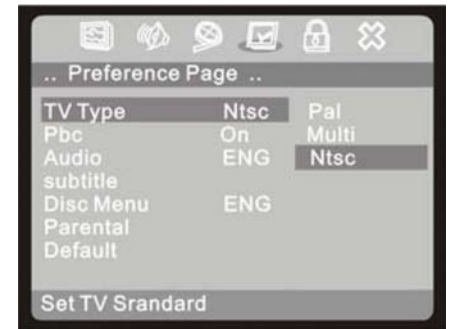 .. Preference Page ..
TV Type Ntsc Pal
Pbc On Multi
Audio ENG Ntsc
subtitle
Disc Menu ENG
Parental
Default
Set TV Srandard